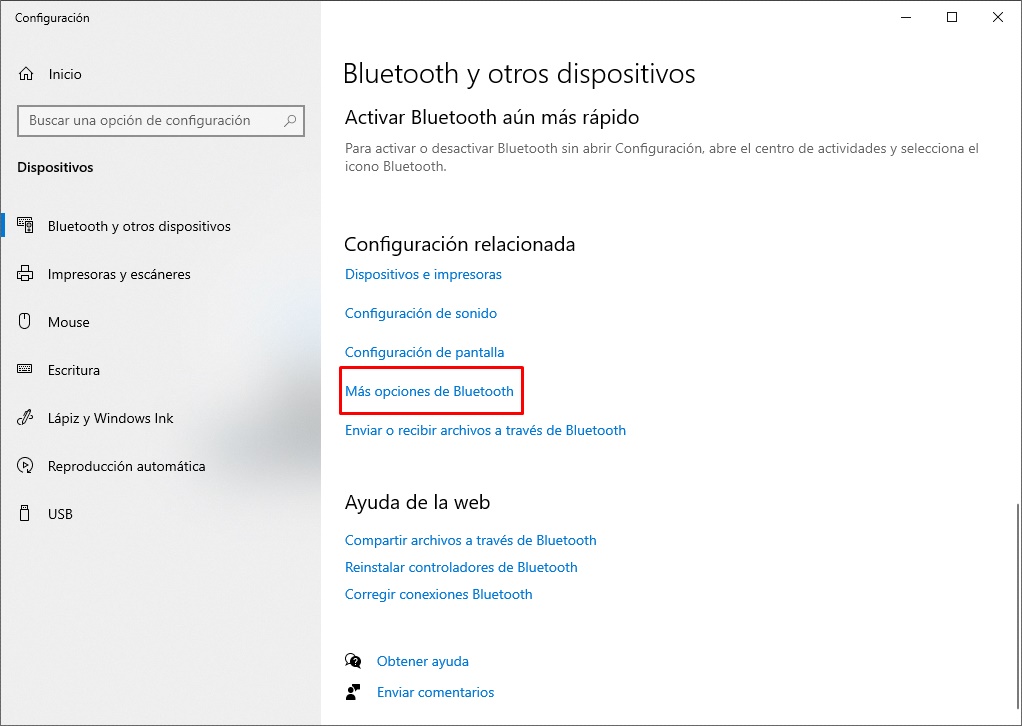 Configuración
Inicio
Buscar una opción de configuración
Dispositivos
Bluetooth y otros dispositivos
Impresoras y escáneres
Mouse
Escritura
Lápiz y Windows Ink
Reproducción automática
USB
Bluetooth y otros dispositivos
Activar Bluetooth aún más rápido
Para activar o desactivar Bluetooth sin abrir Configuración, abre el centro de actividades y selecciona el
icono Bluetooth.
Configuración relacionada
Dispositivos e impresoras
Configuración de sonido
Configuración de pantalla
Más opciones de Bluetooth
Enviar o recibir archivos a través de Bluetooth
Ayuda de la web
Compartir archivos a través de Bluetooth
Reinstalar controladores de Bluetooth
Corregir conexiones Bluetooth
Obtener ayuda
Enviar comentarios